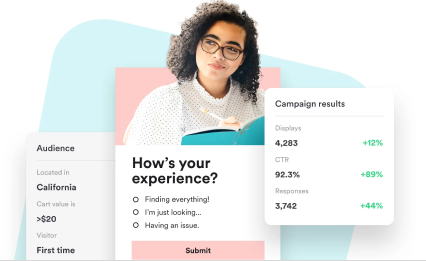 Audience
Located in
California
Cart value is
>$20
Visitor
First time
How's your
experience?
Finding everything!
I'm just looking...
Having an issue.
Submit
Campaign results
Displays
4,283 +12%
CTR
92.3% +89%
Responses
3,742 +44%